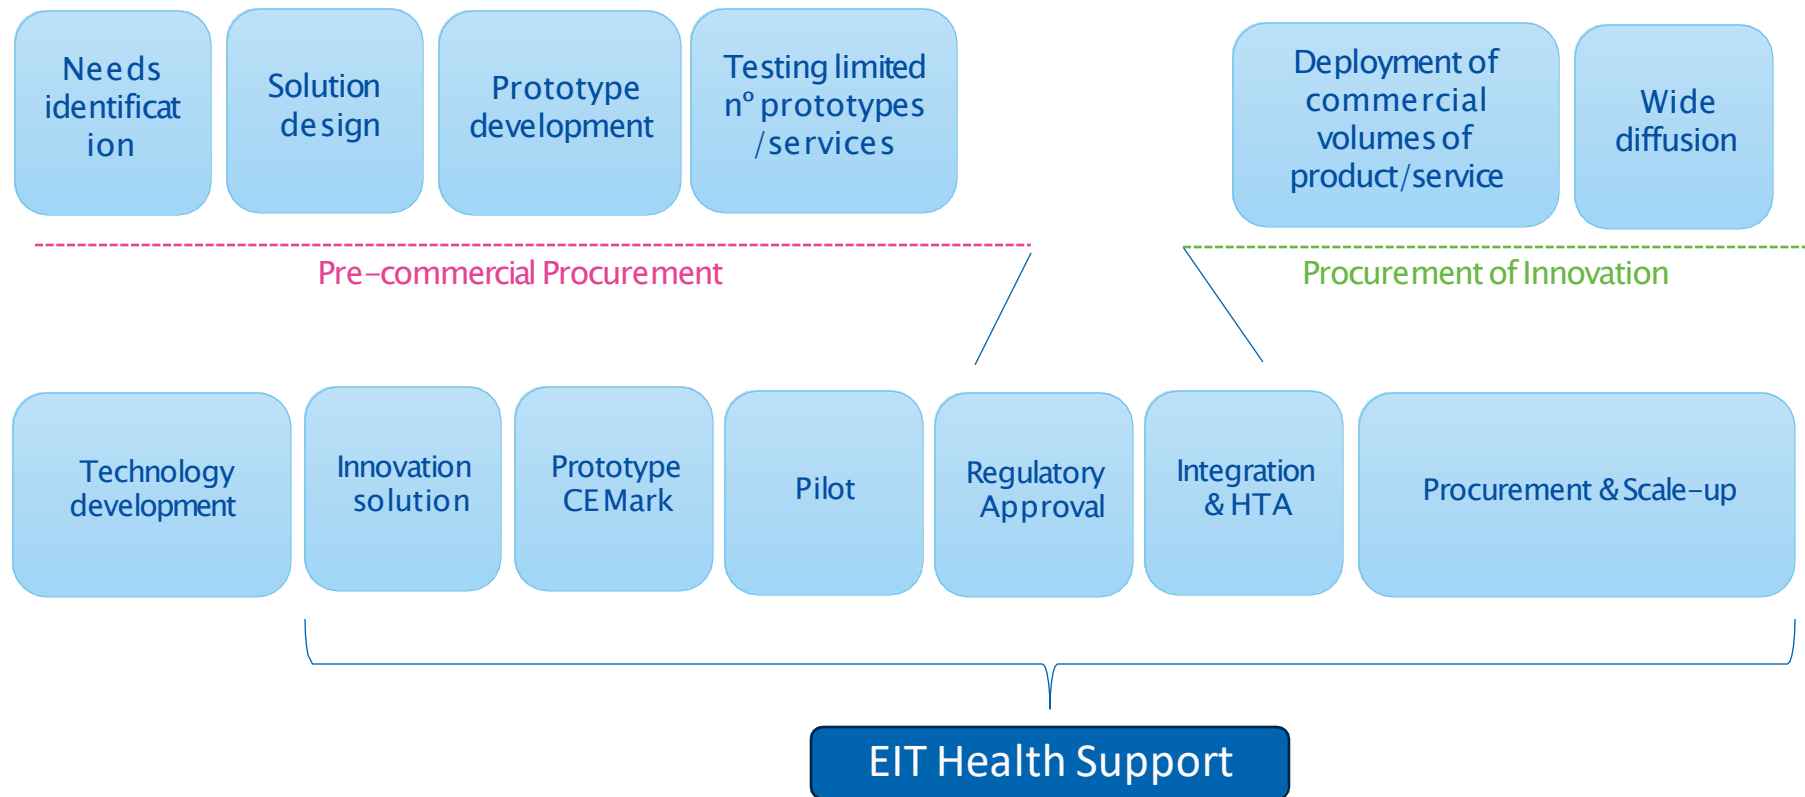 Needs
identificat
ion
Solution
design
Prototype
development
Testing limited
nº prototypes
/services
Deployment of
commercial
volumes of
product/service
Wide
diffusion
Pre-commercial Procurement
Procurement of Innovation
Technology
development
Innovation
solution
Prototype
CE Mark
Pilot
Regulatory
Approval
Integration
& HTA
Procurement & Scale-up
EIT Health Support